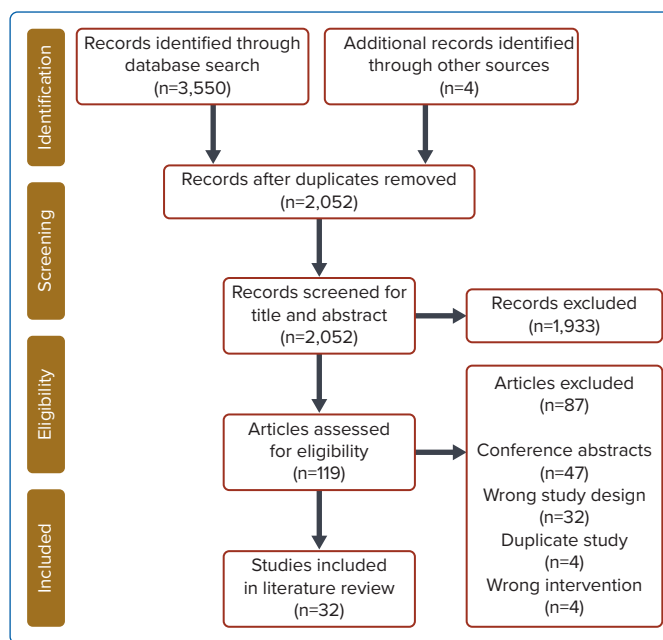 Identification
Records identified through
database search
(n=3,550)
Additional records identified
through other sources
(n=4)
Records after duplicates removed
(n=2,052)
Screening
Records screened for
title and abstract
(n=2,052)
Records excluded
(n=1,933)
Eligibility
Articles assessed
for eligibility
(n=119)
Articles excluded
(n=87)
Conference abstracts
(n=47)
Wrong study design
(n=32)
Duplicate study
(n=4)
Wrong intervention
(n=4)
Included
Studies included
in literature review
(n=32)